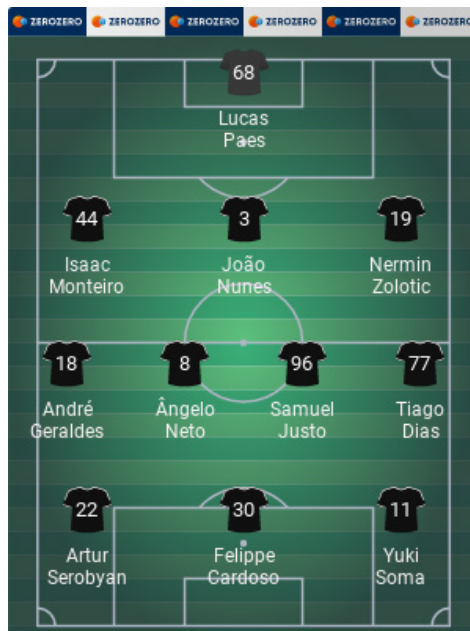 ZEROZERO ZEROZERO ZEROZERO ZEROZERO ZEROZERO ZEROZERO
68
Lucas
Paes
44 3 19
Isaac João Nermin
Monteiro Nunes Zolotic
18 8 96 77
André Ângelo Samuel Tiago
Geraldes Neto Justo Dias
22 30 11
Artur Felippe Yuki
Serobyan Cardoso Soma